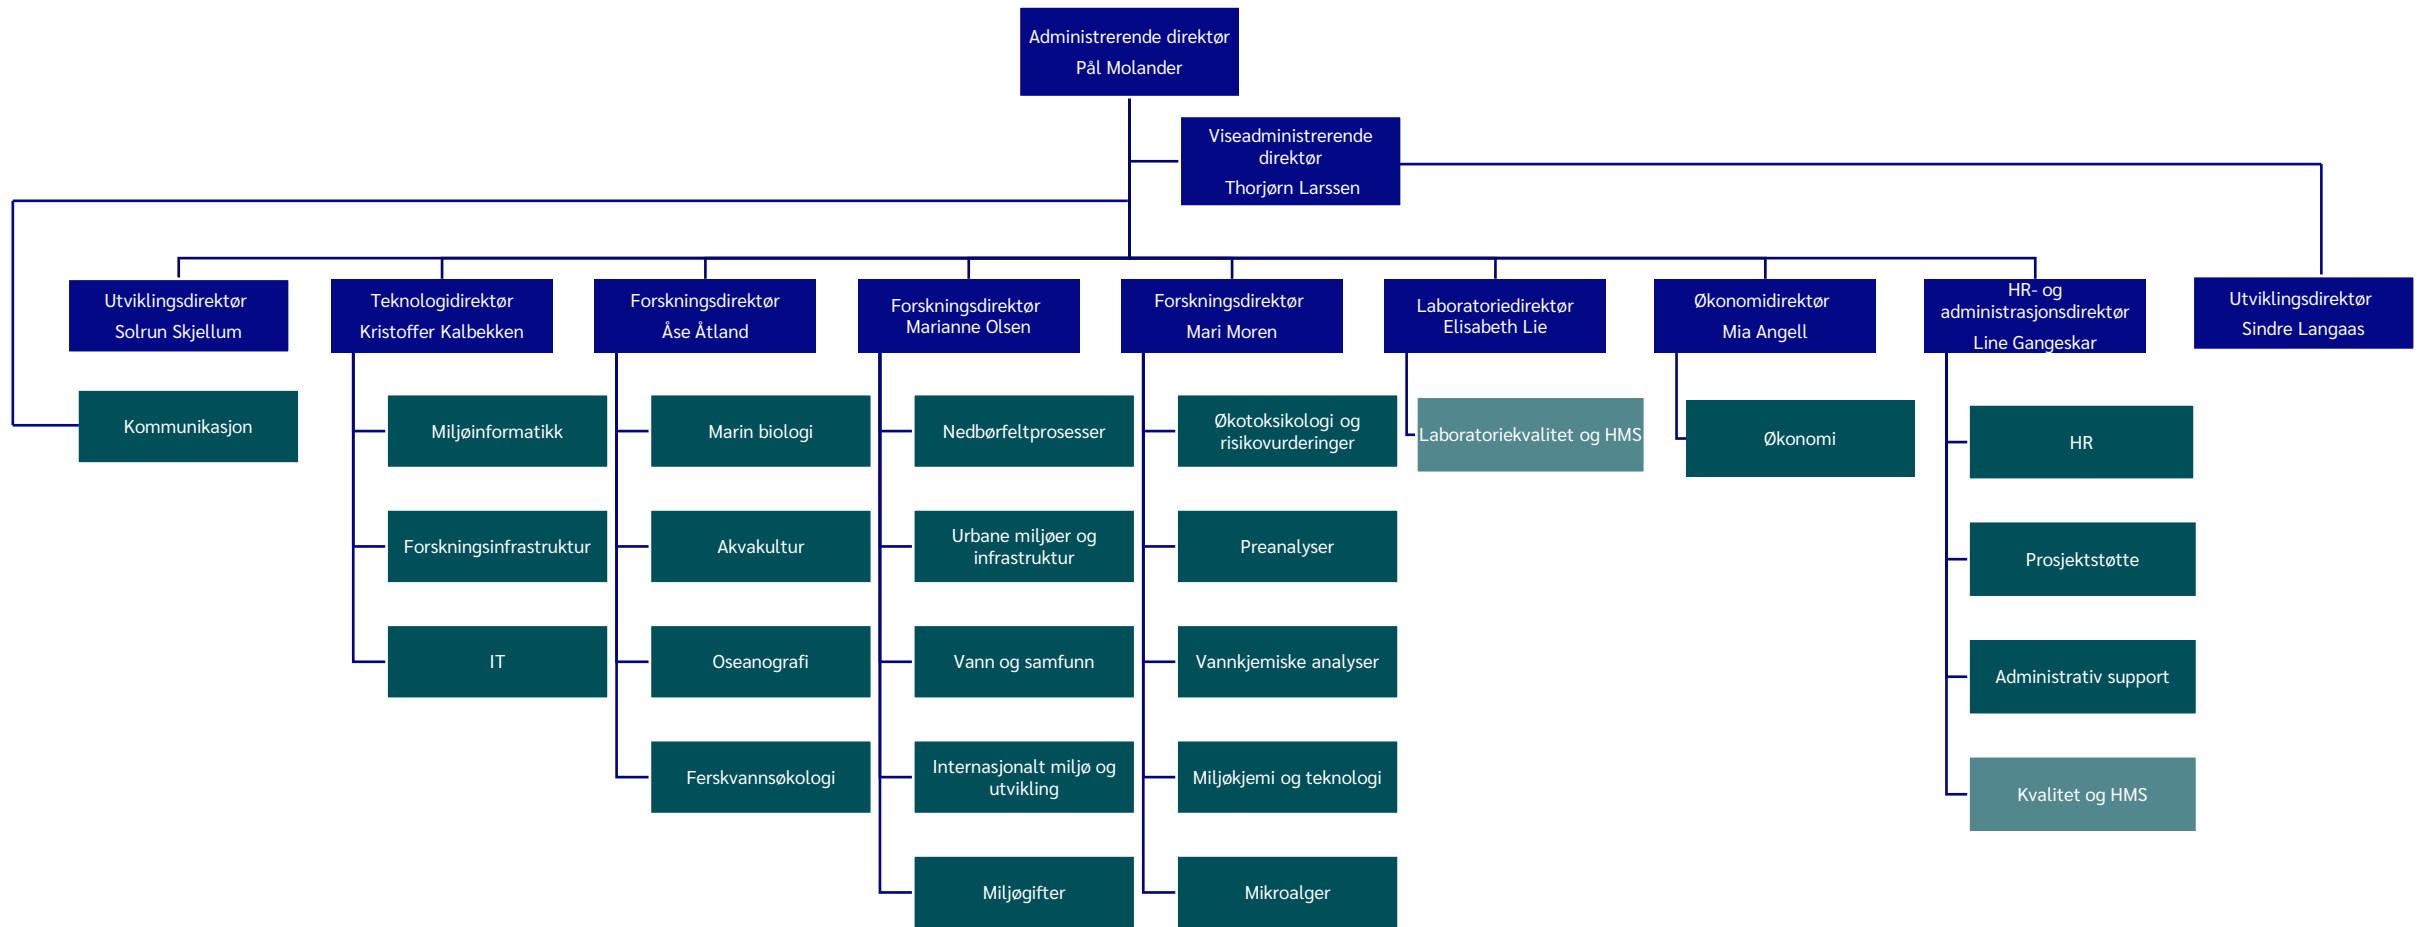 Administrerende direktør
Pål Molander
Viseadministrerende
direktør
Thorjørn Larssen
Utviklingsdirektør
Solrun Skjellum
Teknologidirektør
Kristoffer Kalbekken
Forskningsdirektør
Åse Åtland
Forskningsdirektør
Marianne Olsen
Forskningsdirektør
Mari Moren
Laboratoriedirektør
Elisabeth Lie
Økonomidirektør
Mia Angell
HR- og
administrasjonsdirektør
Line Gangeskar
Utviklingsdirektør
Sindre Langaas
Kommunikasjon
Miljøinformatikk
Forskningsinfrastruktur
IT
Marin biologi
Akvakultur
Oseanografi
Ferskvannsøkologi
Nedbørfeltprosesser
Urbane miljøer og
infrastruktur
Vann og samfunn
Internasjonalt miljø og
utvikling
Miljøgifter
Økotoksikologi og
risikovurderinger
Preanalyser
Vannkjemiske analyser
Miljøkjemi og teknologi
Mikroalger
Laboratoriekvalitet og HMS
Økonomi
HR
Prosjektstøtte
Administrativ support
Kvalitet og HMS